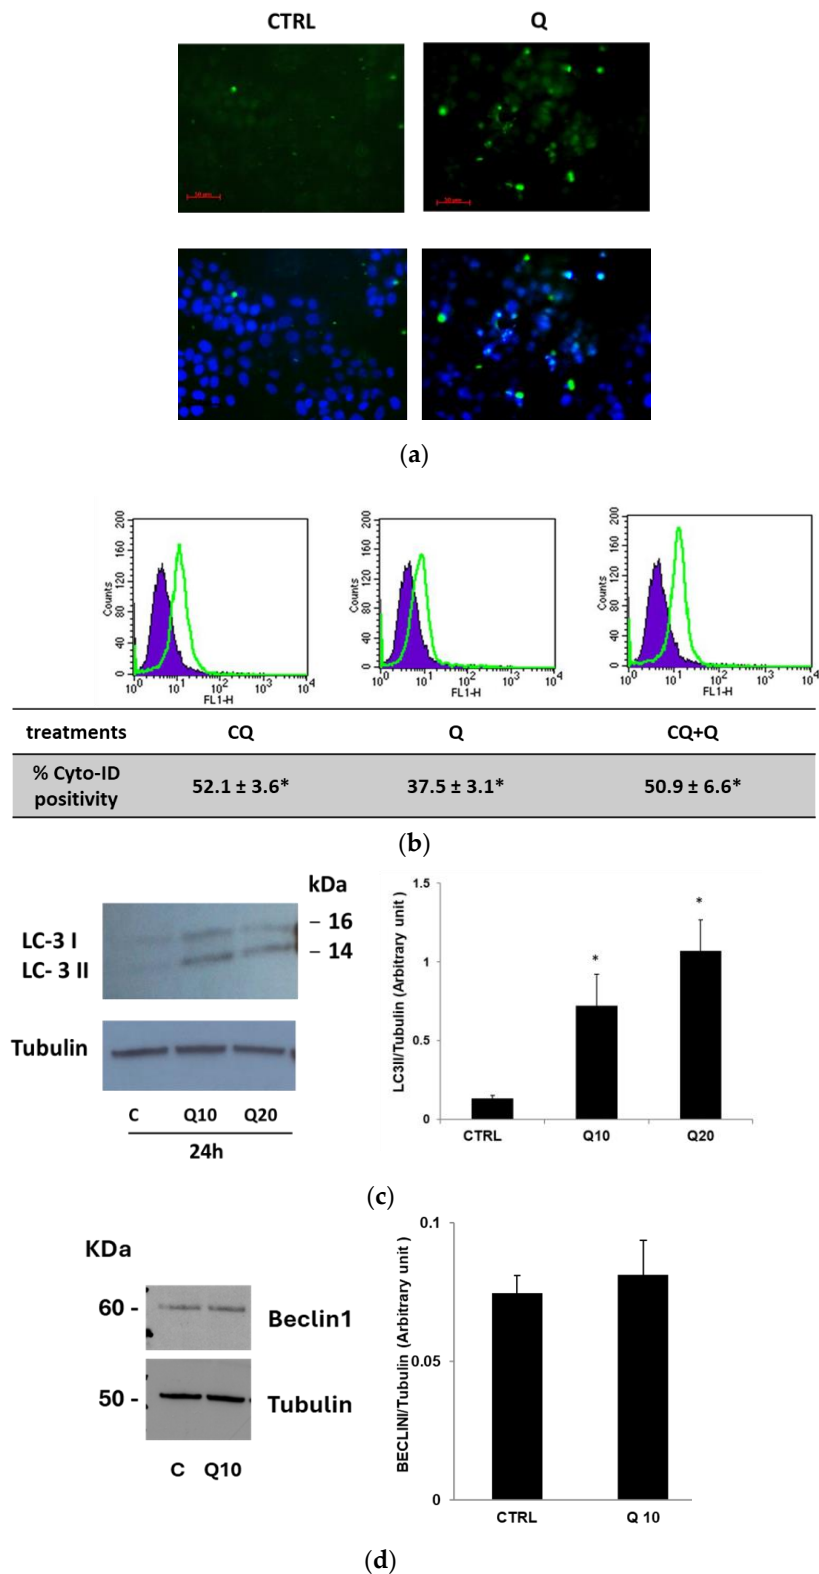 CTRL Q
50 µm 50 µm
(a)
200 160 120 80 40 0
Counts
10⁰ 10¹ 10² 10³ 10⁴
FL1-H
200 160 120 80 40 0
Counts
10⁰ 10¹ 10² 10³ 10⁴
FL1-H
200 160 120 80 40 0
Counts
10⁰ 10¹ 10² 10³ 10⁴
FL1-H
treatments CQ Q CQ+Q
% Cyto-ID
positivity
52.1 ± 3.6* 37.5 ± 3.1* 50.9 ± 6.6*
(b)
kDa
– 16
– 14
LC-3 I
LC- 3 II
Tubulin
C Q10 Q20
24h
LC3II/Tubulin (Arbitrary unit )
1.5
1
0.5
0
* *
CTRL Q10 Q20
(c)
KDa
60 -
Beclin1
50 -
Tubulin
C Q10
BECLINI/Tubulin (Arbitrary unit )
0.1
0.05
0
CTRL Q 10
(d)